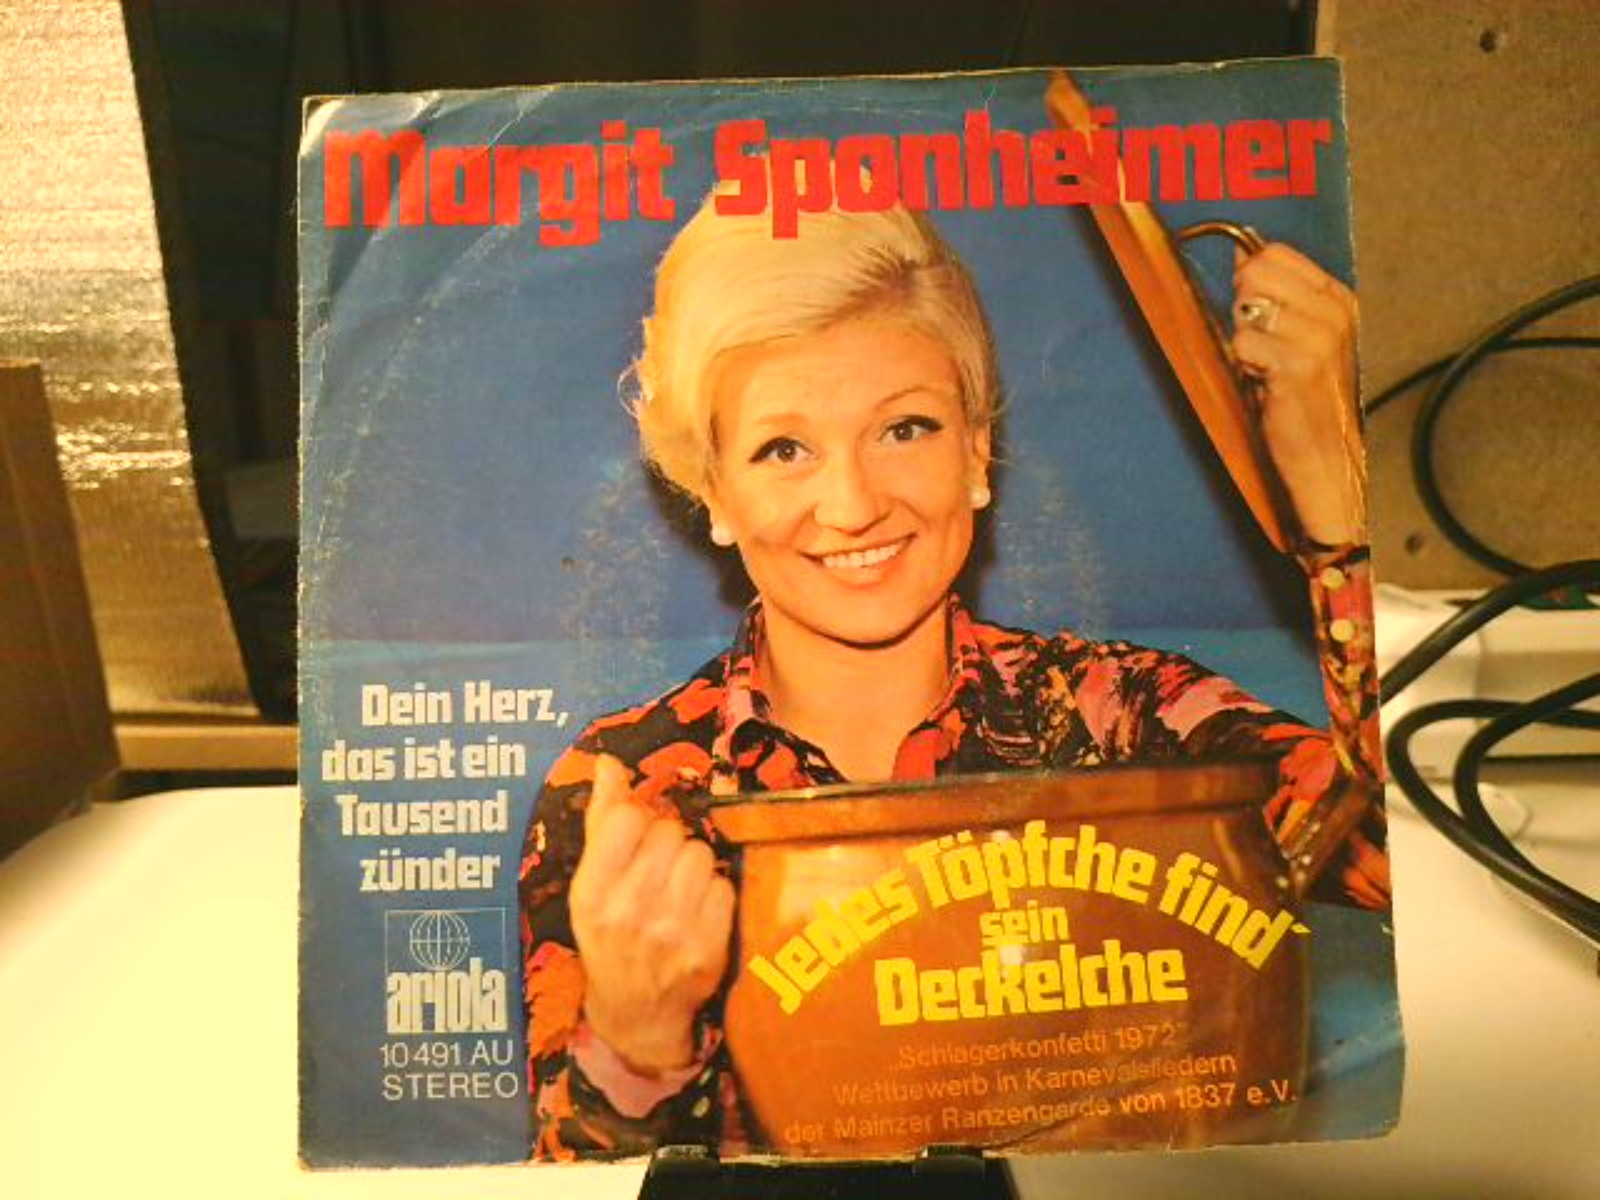 Margit Sponheimer
Dein Herz,
das ist ein
Tausend
zünder
ariola
10 491 AU
STEREO
Jedes Töpfche find´
sein
Deckelche
„Schlagerkonfetti 1972"
Wettbewerb in Karnevalsliedern
der Mainzer Ranzengarde von 1837 e.V.